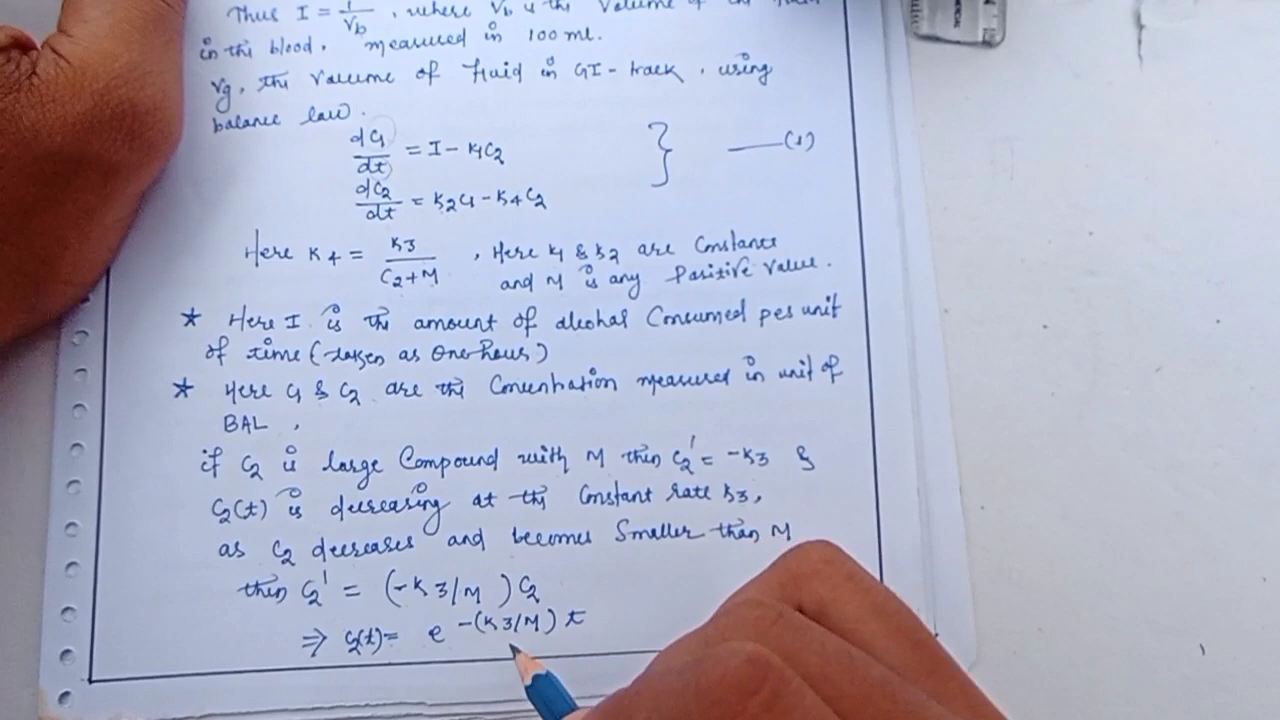 Thus I = 1/Vb, where Vb is the Volume of the fluid
in the blood. measured in 100 ml.
Vg, the Valume of fluid in GI-track, using
balance law.
dC1/dt = I - K1C2
} —(1)
dC2/dt = K2C1 - K4C2
Here K4 = K3/(C2+M), Here K1 & K2 are Constance
and M is any Pasitive Value.
* Here I is the amount of alcohal Consumed per unit
of time (taken as One-hour)
* Here C1 & C2 are the Concentration measured in unit of
BAL,
if C2 is large Compound with M then C2' = -K3 &
C2(t) is decreasing at the Constant rate K3,
as C2 decreases and becomes Smaller than M
then C2' = (-K3/M) C2
⇒ C2(t) = e^-(K3/M)t